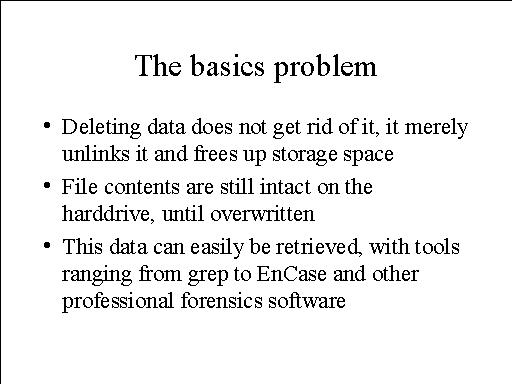 The basics problem
• Deleting data does not get rid of it, it merely
unlinks it and frees up storage space
• File contents are still intact on the
harddrive, until overwritten
• This data can easily be retrieved, with tools
ranging from grep to EnCase and other
professional forensics software